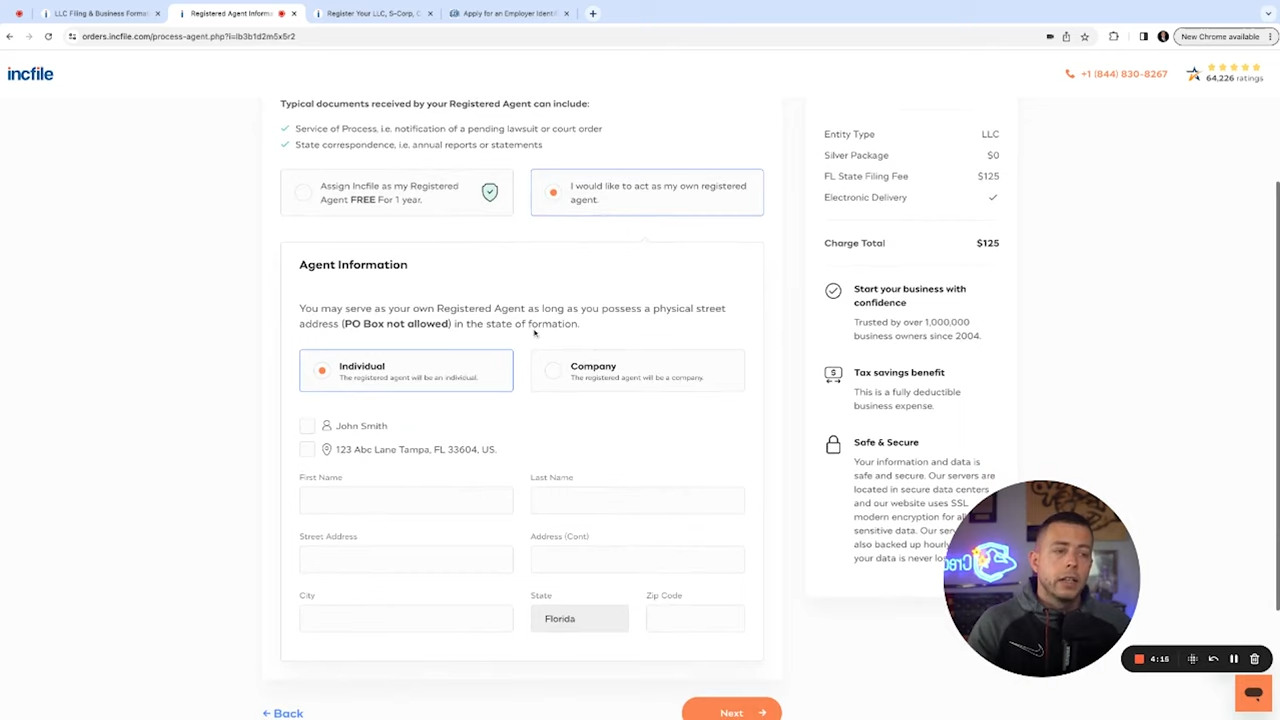 LLC Filing & Business Format
Registered Agent Informa
Register Your LLC, S-Corp, C
Apply for an Employer Identi
orders.incfile.com/process-agent.php?i=lb3b1d2m5x5r2
New Chrome available
incfile
+1 (844) 830-8267
64,226 ratings
Typical documents received by your Registered Agent can include:
Service of Process, i.e. notification of a pending lawsuit or court order
State correspondence, i.e. annual reports or statements
Assign Incfile as my Registered
Agent FREE For 1 year.
I would like to act as my own registered
agent.
Agent Information
You may serve as your own Registered Agent as long as you possess a physical street
address (PO Box not allowed) in the state of formation.
Individual
The registered agent will be an individual.
Company
The registered agent will be a company.
John Smith
123 Abc Lane Tampa, FL 33604, US.
First Name
Last Name
Street Address
Address (Cont)
City
State
Zip Code
Florida
Back
Next
Entity Type LLC
Silver Package $0
FL State Filing Fee $125
Electronic Delivery
Charge Total $125
Start your business with
confidence
Trusted by over 1,000,000
business owners since 2004.
Tax savings benefit
This is a fully deductible
business expense.
Safe & Secure
Your information and data is
safe and secure. Our servers are
located in secure data centers
and our website uses SSL
modern encryption for al
sensitive data. Our ser
also backed up hourly
your data is never lo
4:15